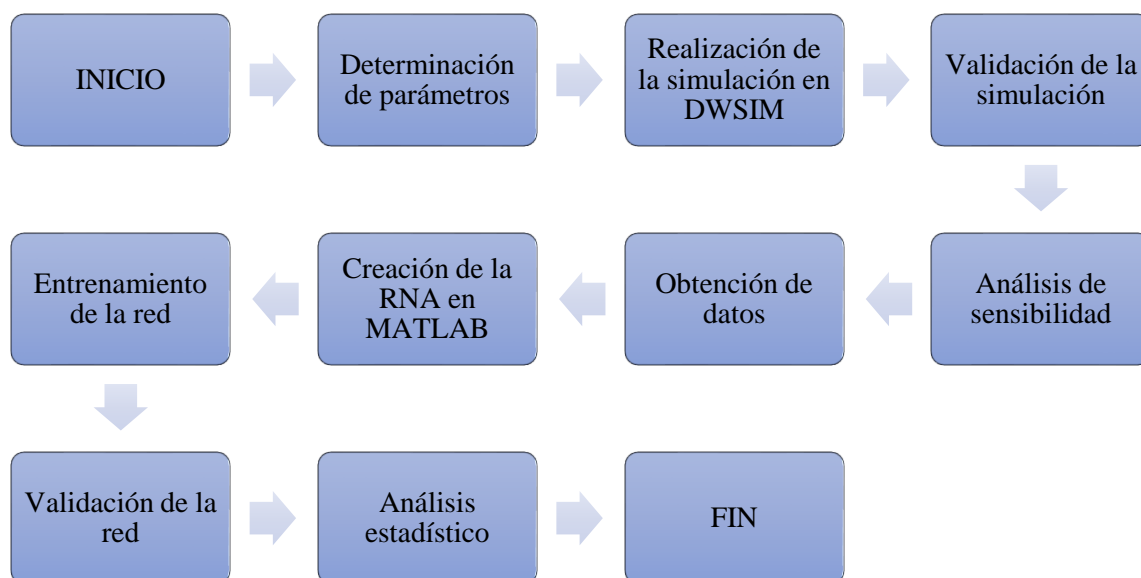 INICIO
Determinación
de parámetros
Realización de
la simulación en
DWSIM
Validación de la
simulación
Análisis de
sensibilidad
Obtención de
datos
Creación de la
RNA en
MATLAB
Entrenamiento
de la red
Validación de la
red
Análisis
estadístico
FIN